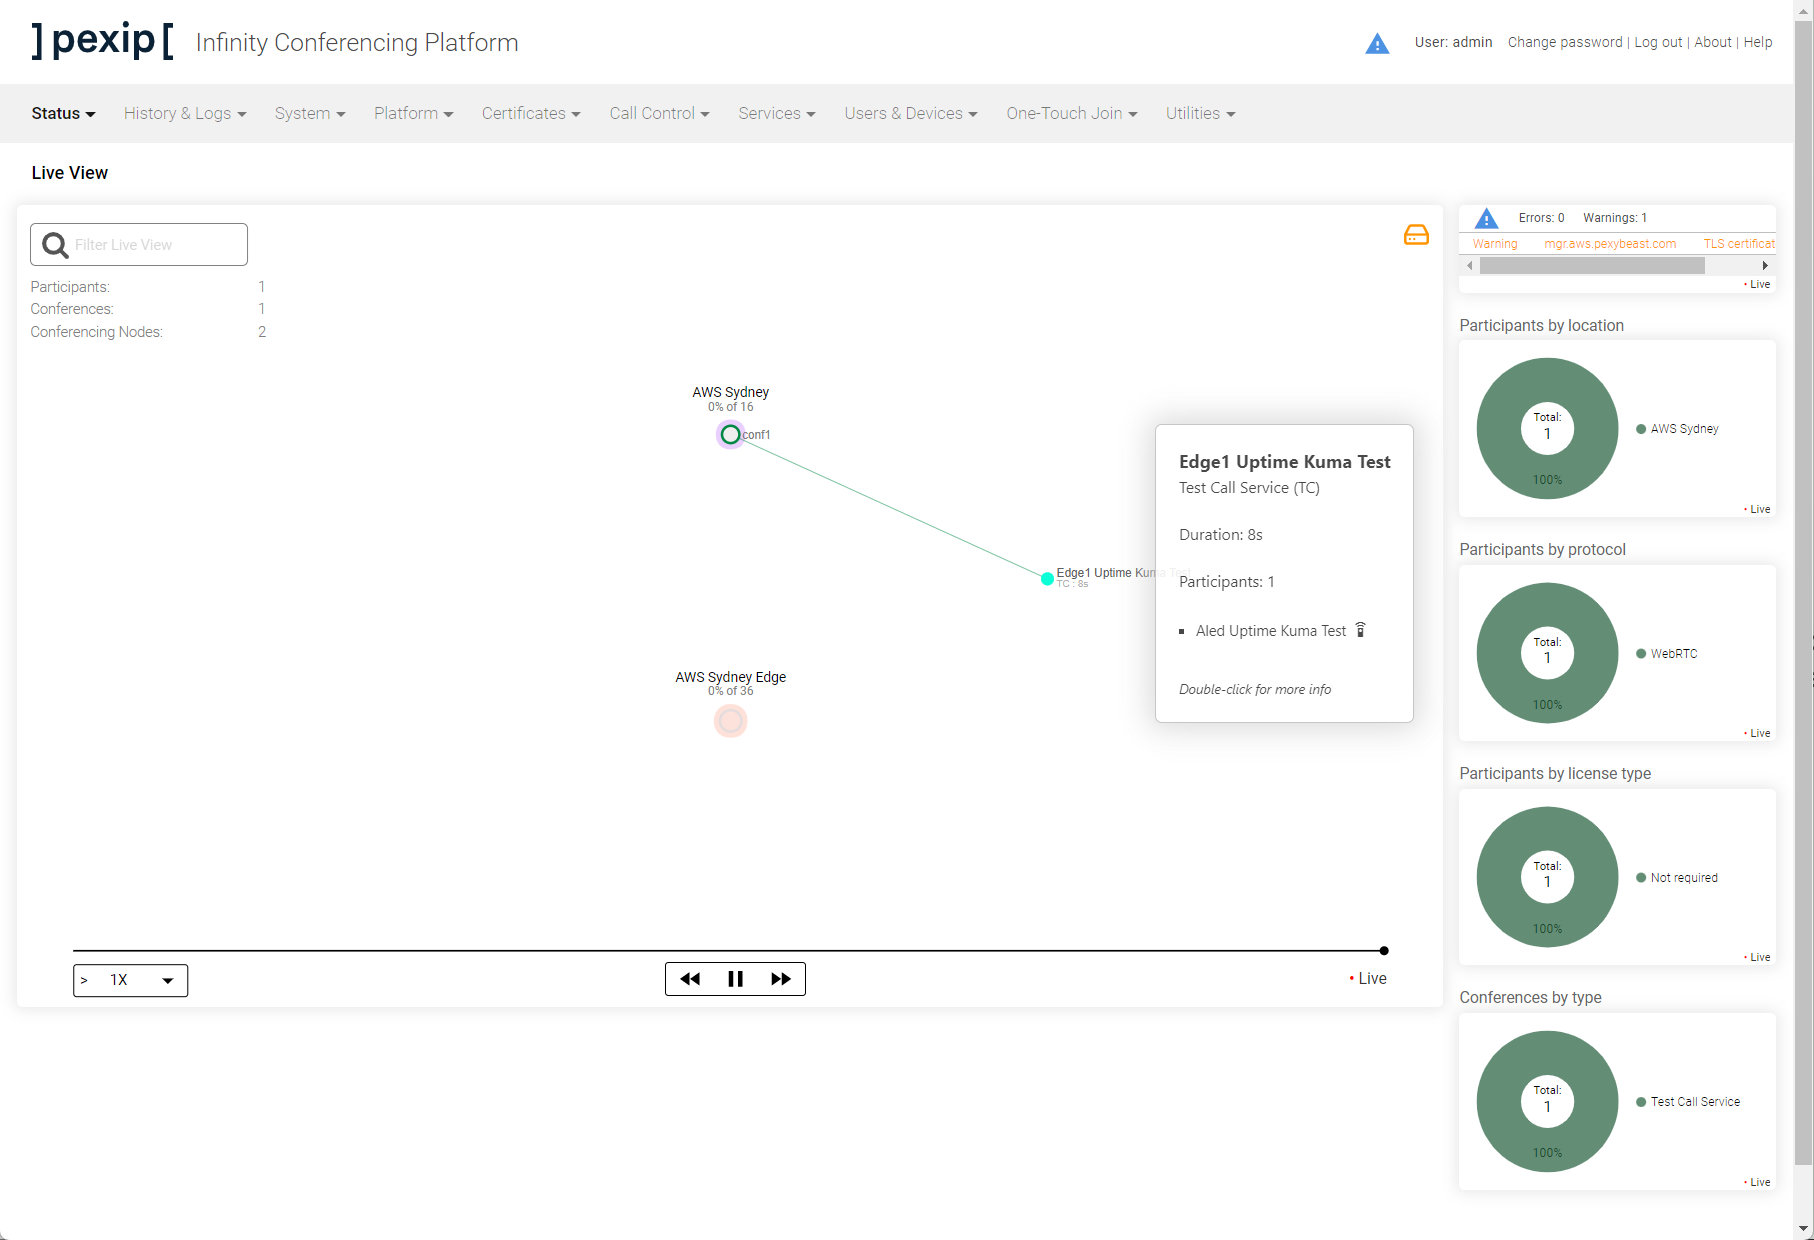 ]pexip[ Infinity Conferencing Platform
User: admin Change password | Log out | About | Help
Status History & Logs System Platform Certificates Call Control Services Users & Devices One-Touch Join Utilities
Live View
Filter Live View
Participants: 1
Conferences: 1
Conferencing Nodes: 2
AWS Sydney
0% of 16
conf1
Edge1 Uptime Kuma Test
TC : 8s
AWS Sydney Edge
0% of 36
Edge1 Uptime Kuma Test
Test Call Service (TC)
Duration: 8s
Participants: 1
▪ Aled Uptime Kuma Test
Double-click for more info
> 1X
• Live
Errors: 0 Warnings: 1
Warning mgr.aws.pexybeast.com TLS certificat
• Live
Participants by location
Total:
1
100%
AWS Sydney
• Live
Participants by protocol
Total:
1
100%
WebRTC
• Live
Participants by license type
Total:
1
100%
Not required
• Live
Conferences by type
Total:
1
100%
Test Call Service
• Live